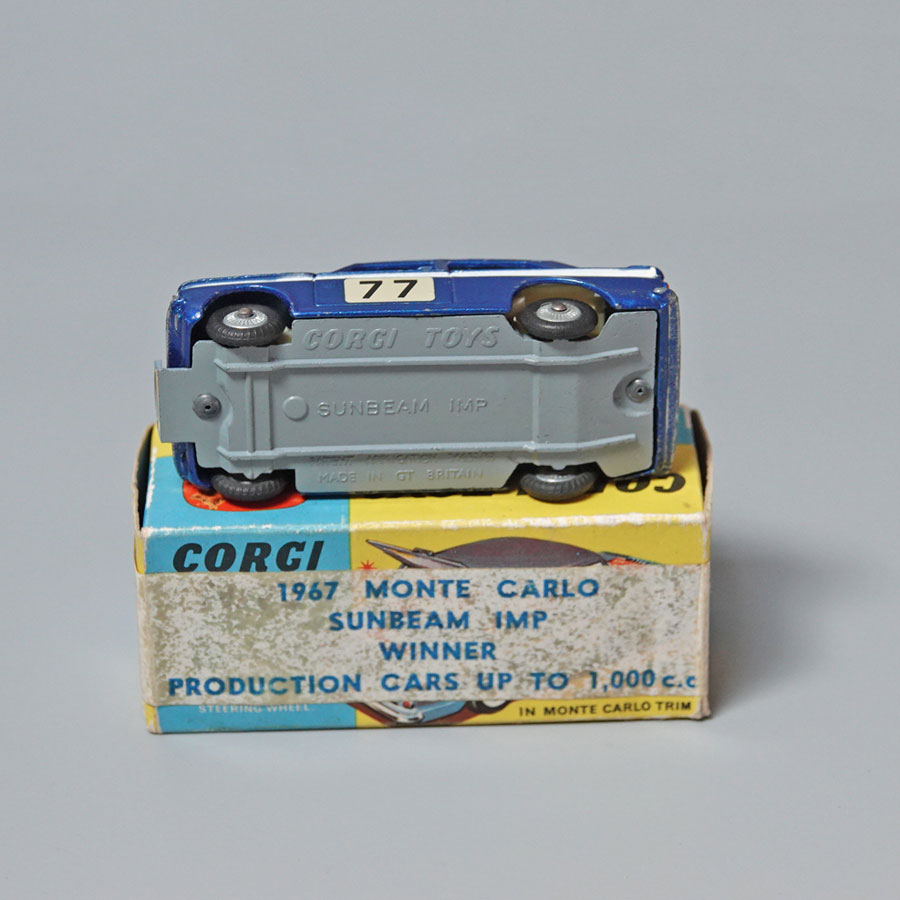 77
CORGI TOYS
SUNBEAM IMP
MADE IN GT BRITAIN
CORGI
CORGI
1967 MONTE CARLO
SUNBEAM IMP
WINNER
PRODUCTION CARS UP TO 1,000 c.c
STEERING WHEEL.
IN MONTE CARLO TRIM